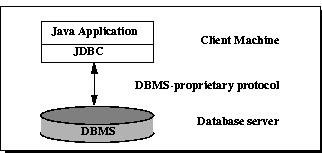 Java Application
JDBC
Client Machine
DBMS-proprietary protocol
Database server
DBMS